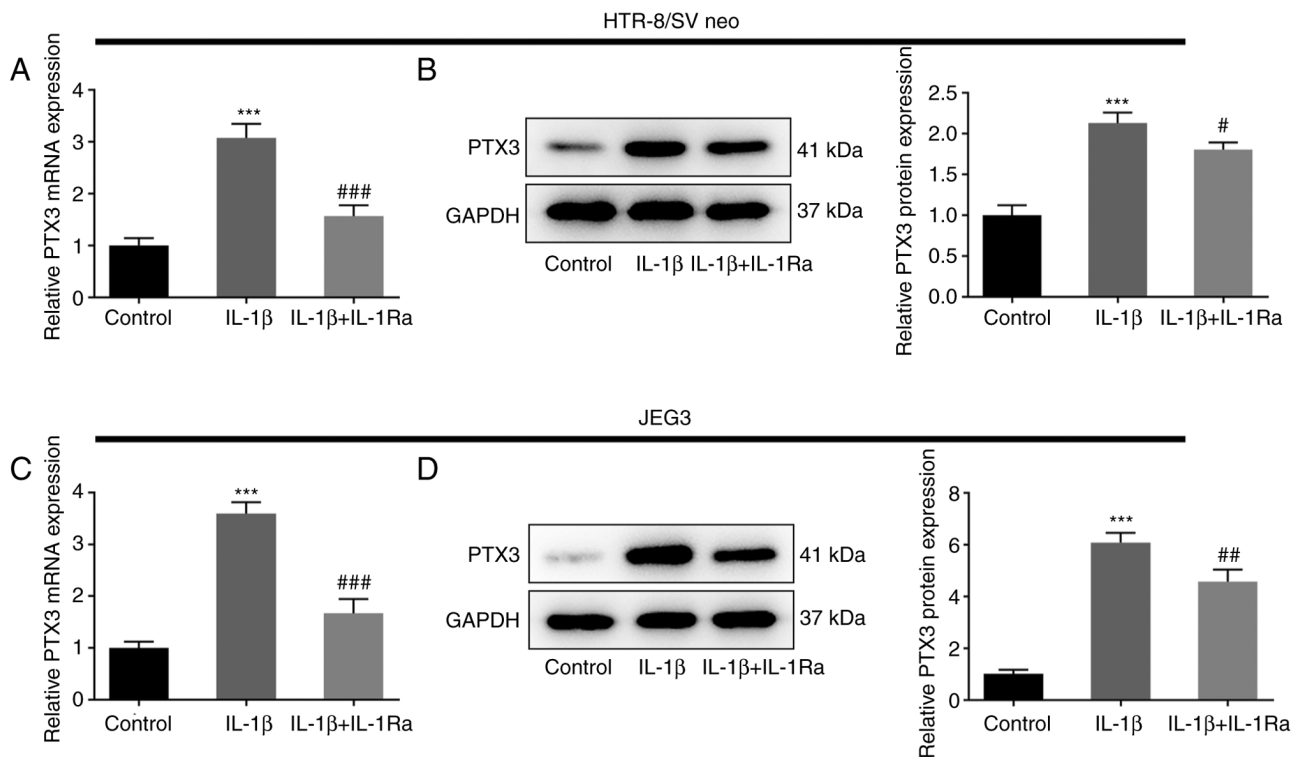 HTR-8/SV neo
A
Relative PTX3 mRNA expression
4
3
2
1
0
***
###
Control
IL-1β
IL-1β+IL-1Ra
B
PTX3
41 kDa
GAPDH
37 kDa
Control IL-1β IL-1β+IL-1Ra
Relative PTX3 protein expression
2.5
2.0
1.5
1.0
0.5
0.0
***
#
Control
IL-1β
IL-1β+IL-1Ra
JEG3
C
Relative PTX3 mRNA expression
4
3
2
1
0
***
###
Control
IL-1β
IL-1β+IL-1Ra
D
PTX3
41 kDa
GAPDH
37 kDa
Control IL-1β IL-1β+IL-1Ra
Relative PTX3 protein expression
8
6
4
2
0
***
##
Control
IL-1β
IL-1β+IL-1Ra